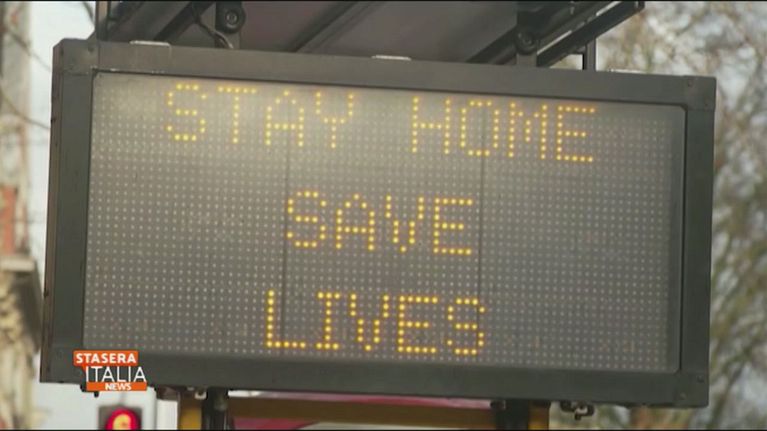 STAY HOME
SAVE
LIVES
STASERA
ITALIA
NEWS